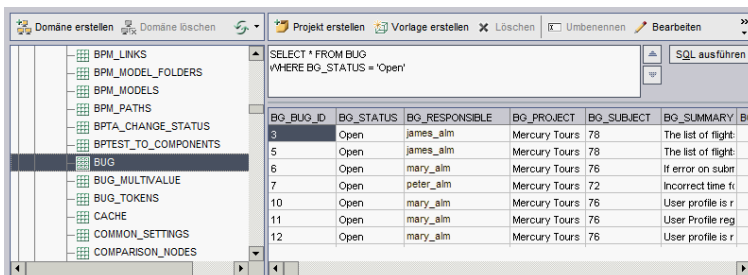 Domäne erstellen Domäne löschen
Projekt erstellen Vorlage erstellen Löschen Umbenennen Bearbeiten
BPM_LINKS
BPM_MODEL_FOLDERS
BPM_MODELS
BPM_PATHS
BPTA_CHANGE_STATUS
BPTEST_TO_COMPONENTS
BUG
BUG_MULTIVALUE
BUG_TOKENS
CACHE
COMMON_SETTINGS
COMPARISON_NODES
SELECT * FROM BUG
WHERE BG_STATUS = 'Open'
SQL ausführen
BG_BUG_ID BG_STATUS BG_RESPONSIBLE BG_PROJECT BG_SUBJECT BG_SUMMARY
3 Open james_alm Mercury Tours 78 The list of flight
5 Open james_alm Mercury Tours 78 The list of flight
6 Open mary_alm Mercury Tours 76 If error on subm
7 Open peter_alm Mercury Tours 72 Incorrect time fo
10 Open mary_alm Mercury Tours 76 User profile is r
11 Open mary_alm Mercury Tours 76 User Profile reg
12 Open mary_alm Mercury Tours 76 User profile is r